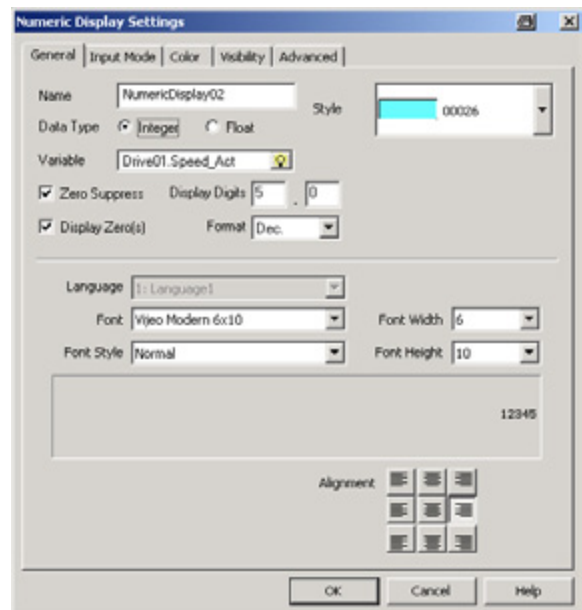 Numeric Display Settings
General Input Mode Color Visibility Advanced
Name NumericDisplay02 Style 00026
Data Type Integer Float
Variable Drive01.Speed_Act
Zero Suppress Display Digits 5 . 0
Display Zero(s) Format Dec.
Language 1: Language1
Font Vijeo Modern 6x10 Font Width 6
Font Style Normal Font Height 10
12345
Alignment
OK Cancel Help